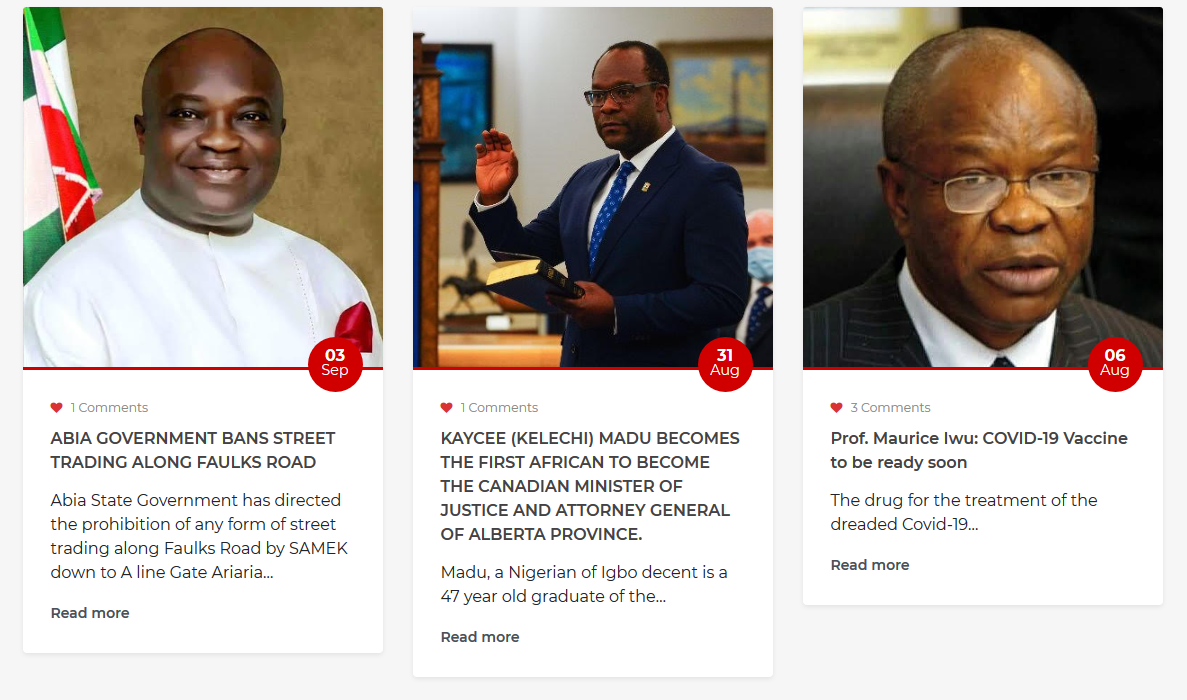 03
Sep
1 Comments
ABIA GOVERNMENT BANS STREET
TRADING ALONG FAULKS ROAD
Abia State Government has directed
the prohibition of any form of street
trading along Faulks Road by SAMEK
down to A line Gate Ariaria...
Read more
31
Aug
1 Comments
KAYCEE (KELECHI) MADU BECOMES
THE FIRST AFRICAN TO BECOME
THE CANADIAN MINISTER OF
JUSTICE AND ATTORNEY GENERAL
OF ALBERTA PROVINCE.
Madu, a Nigerian of Igbo decent is a
47 year old graduate of the...
Read more
06
Aug
3 Comments
Prof. Maurice Iwu: COVID-19 Vaccine
to be ready soon
The drug for the treatment of the
dreaded Covid-19...
Read more